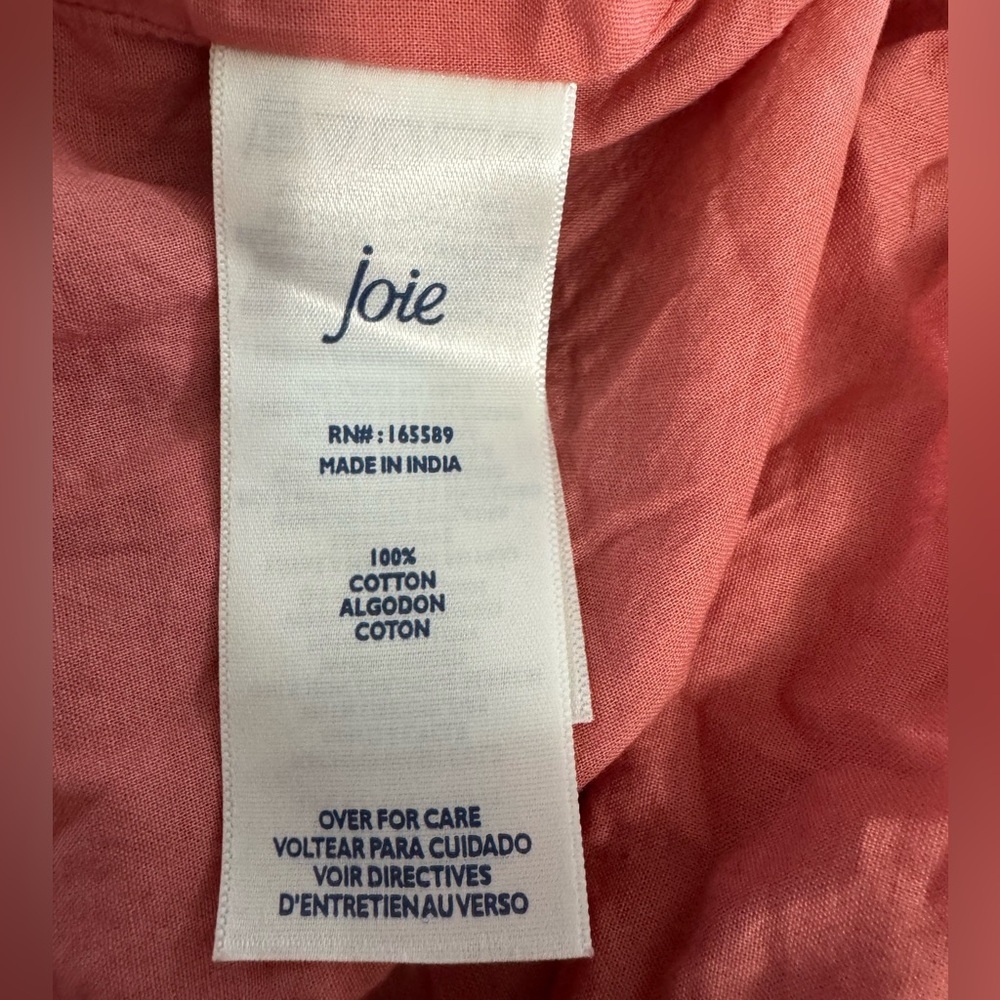 joie
RN#: 165589
MADE IN INDIA
100%
COTTON
ALGODON
COTON
OVER FOR CARE
VOLTEAR PARA CUIDADO
VOIR DIRECTIVES
D'ENTRETIEN AU VERSO